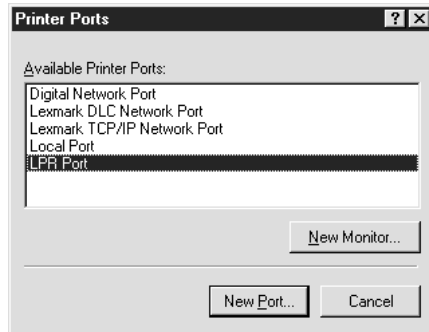 Printer Ports
Available Printer Ports:
Digital Network Port
Lexmark DLC Network Port
Lexmark TCP/IP Network Port
Local Port
LPR Port
New Monitor...
New Port... Cancel